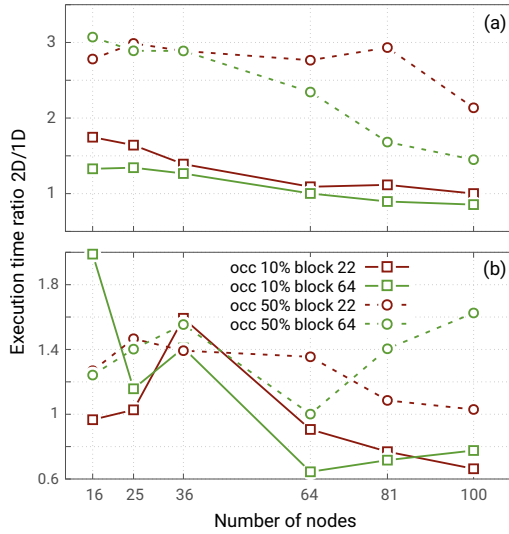 (a)
3
2
1
Execution time ratio 2D/1D
(b)
1.8
1.4
1
0.6
occ 10% block 22
occ 10% block 64
occ 50% block 22
occ 50% block 64
16 25 36 64 81 100
Number of nodes